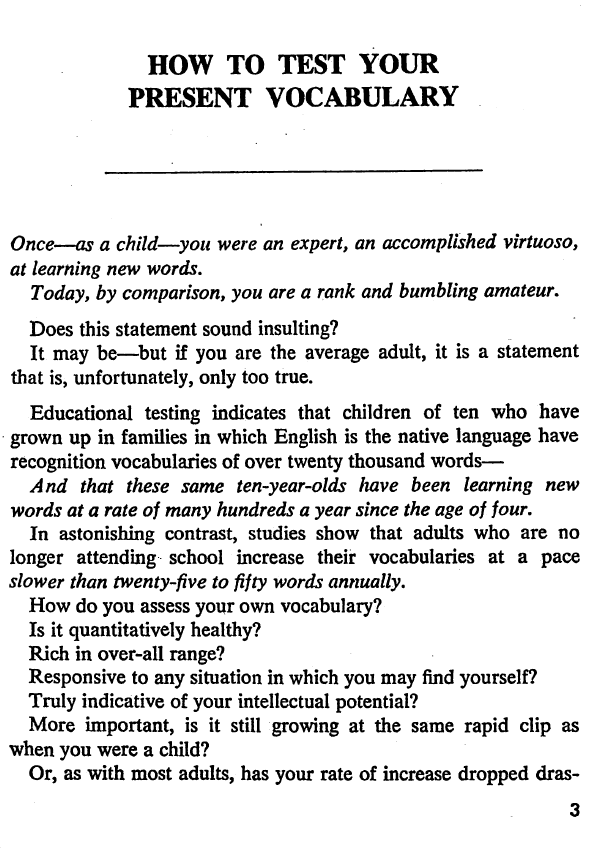 HOW TO TEST YOUR
PRESENT VOCABULARY
Once—as a child—you were an expert, an accomplished virtuoso,
at learning new words.
Today, by comparison, you are a rank and bumbling amateur.
Does this statement sound insulting?
It may be—but if you are the average adult, it is a statement
that is, unfortunately, only too true.
Educational testing indicates that children of ten who have
grown up in families in which English is the native language have
recognition vocabularies of over twenty thousand words—
And that these same ten-year-olds have been learning new
words at a rate of many hundreds a year since the age of four.
In astonishing contrast, studies show that adults who are no
longer attending school increase their vocabularies at a pace
slower than twenty-five to fifty words annually.
How do you assess your own vocabulary?
Is it quantitatively healthy?
Rich in over-all range?
Responsive to any situation in which you may find yourself?
Truly indicative of your intellectual potential?
More important, is it still growing at the same rapid clip as
when you were a child?
Or, as with most adults, has your rate of increase dropped dras-
3